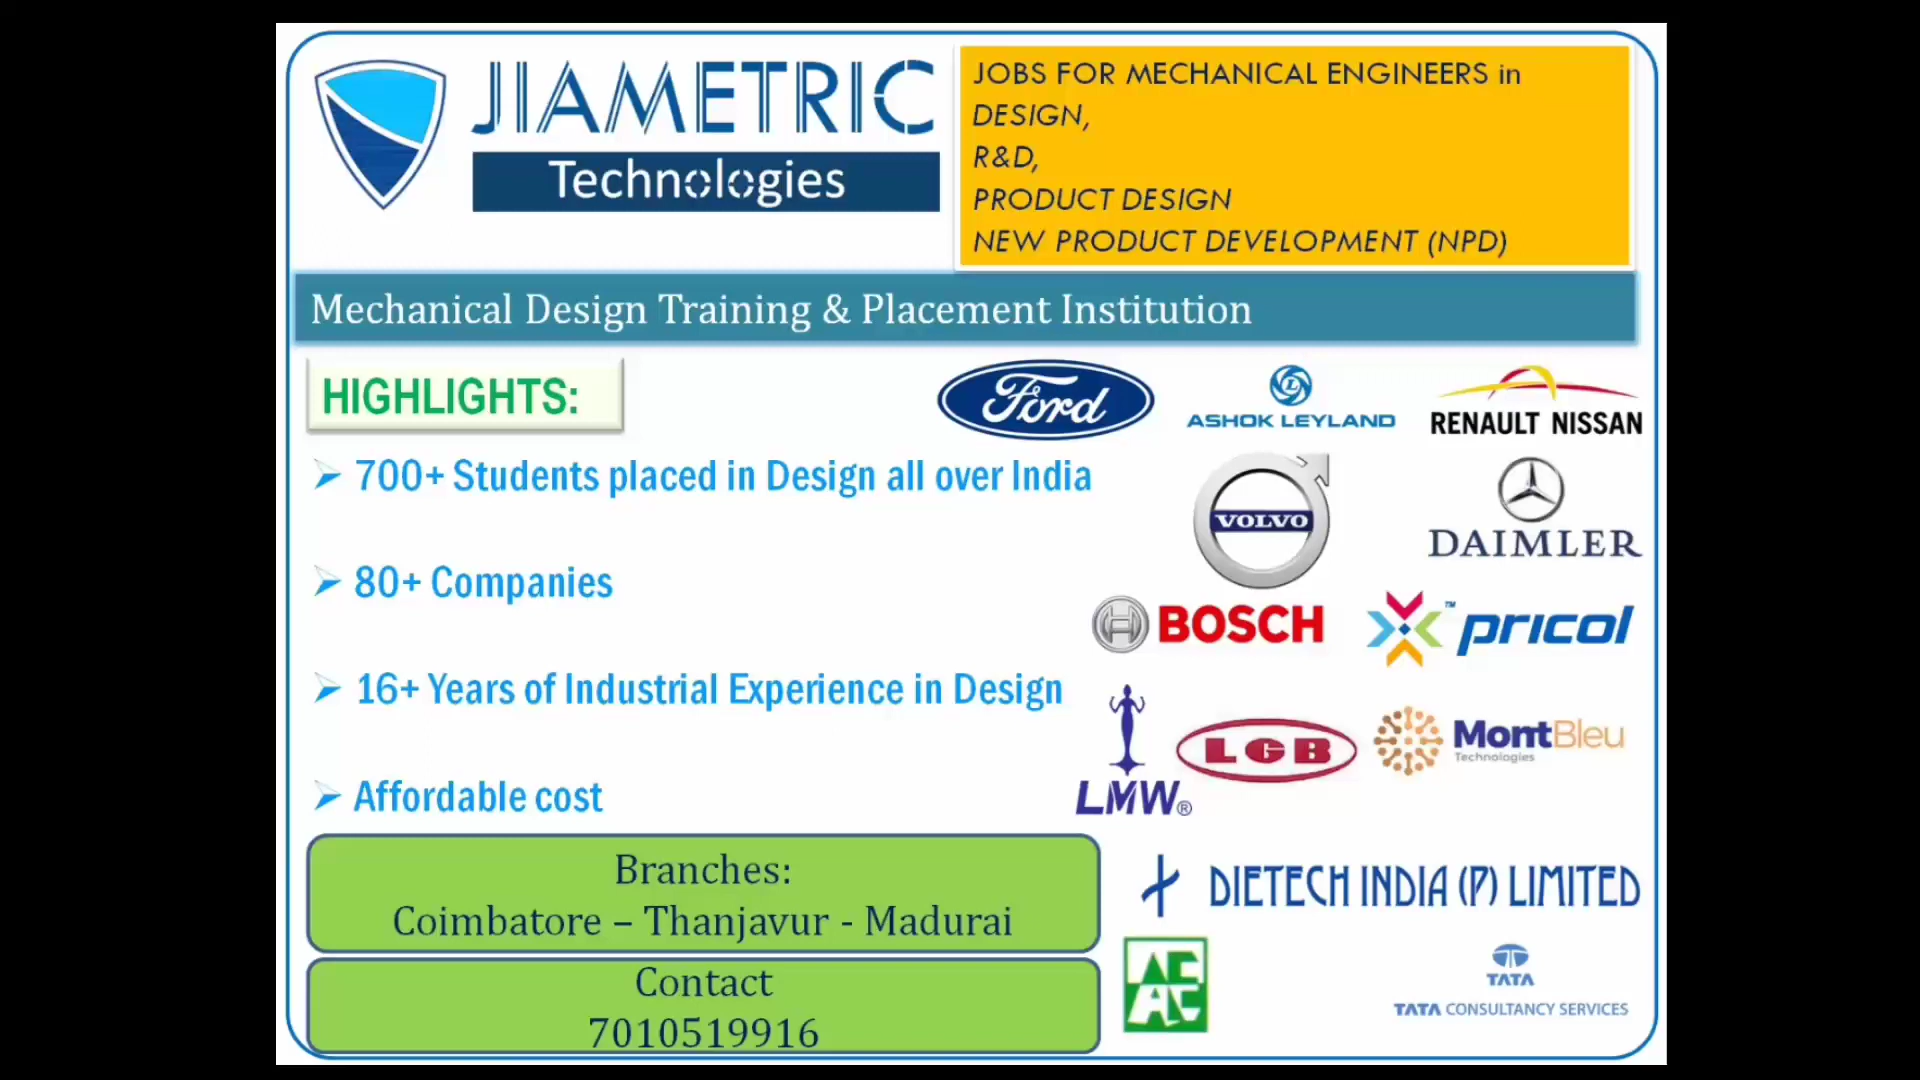 JIAMETRIC
Technologies
JOBS FOR MECHANICAL ENGINEERS in
DESIGN,
R&D,
PRODUCT DESIGN
NEW PRODUCT DEVELOPMENT (NPD)
Mechanical Design Training & Placement Institution
HIGHLIGHTS:
Ford
ASHOK LEYLAND
RENAULT NISSAN
700+ Students placed in Design all over India
VOLVO
DAIMLER
80+ Companies
BOSCH
™ pricol
16+ Years of Industrial Experience in Design
LMW®
LGB
MontBleu
Technologies
Affordable cost
Branches:
Coimbatore – Thanjavur - Madurai
Contact
7010519916
DIETECH INDIA (P) LIMITED
TATA
TATA CONSULTANCY SERVICES